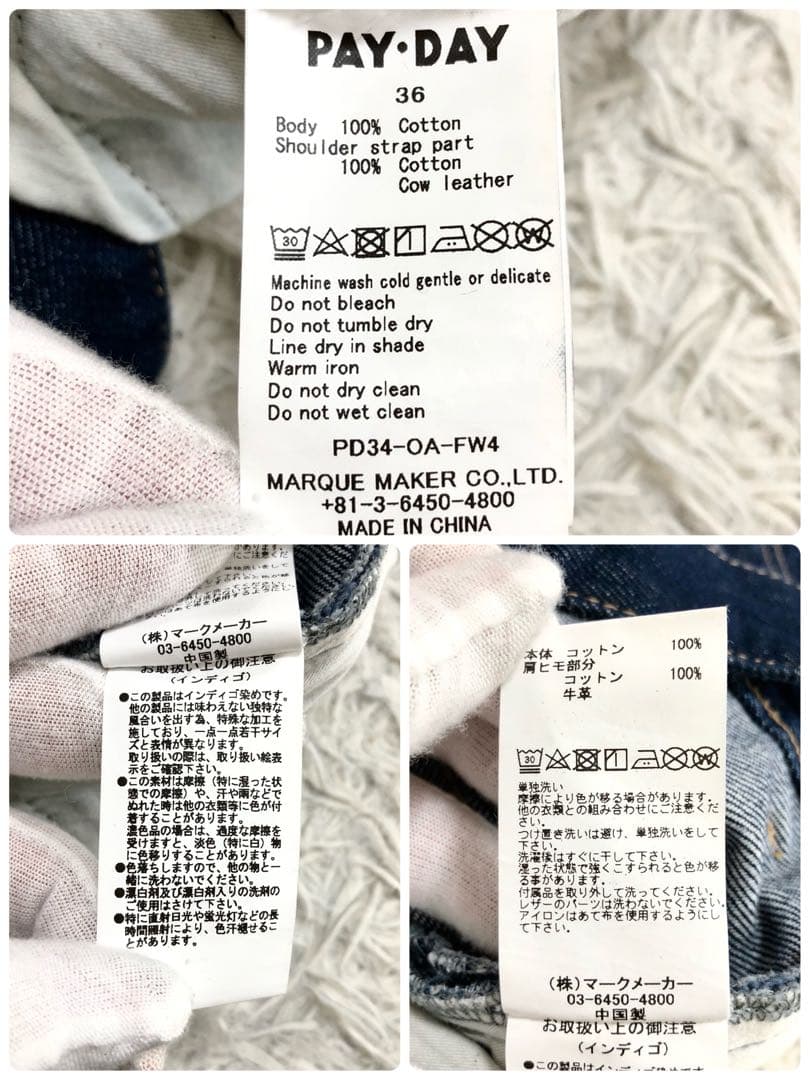 PAY・DAY
36
Body 100% Cotton
Shoulder strap part
100% Cotton
Cow leather
30
W
Machine wash cold gentle or delicate
Do not bleach
Do not tumble dry
Line dry in shade
Warm iron
Do not dry clean
Do not wet clean
PD34-OA-FW4
MARQUE MAKER CO.,LTD.
+81-3-6450-4800
MADE IN CHINA
(株)マークメーカー
03-6450-4800
中国製
お取扱い上の御注意
(インディゴ)
●この製品はインディゴ染めです。
他の製品には味わえない独特な
風合いを出す為、特殊な加工を
施しており、一点一点若干サイ
ズと表情が異なります。
取り扱いの際は、取り扱い絵表
示をご確認下さい。
●この素材は摩擦(特に湿った状
態での摩擦)や、汗や雨などで
ぬれた時は他の衣類等に色が付
着することがあります。
濃色品の場合は、過度な摩擦を
受けますと、淡色(特に白)物
に色移りすることがあります。
●色落ちしますので、他の物と一
緒に洗わないでください。
●漂白剤及び漂白剤入りの洗剤の
ご使用はさけて下さい。
●特に直射日光や蛍光灯などの長
時間照射により、色汗褪せるこ
とがあります。
本体 コットン 100%
肩ヒモ部分
コットン 100%
牛革
30
W
単独洗い
摩擦により色が移る場合があります。
他の衣類との組み合わせにご注意くだ
さい。
つけ置き洗いは避け、単独洗いをして
下さい。
洗濯後はすぐに干して下さい。
湿った状態で強くこすられると色が移
る事があります。
付属品を取り外して洗ってください。
レザーのパーツは洗わないでください。
アイロンはあて布を使用するようにし
て下さい。
(株)マークメーカー
03-6450-4800
中国製
お取扱い上の御注意
(インディゴ)
●この製品はインディゴ染めです